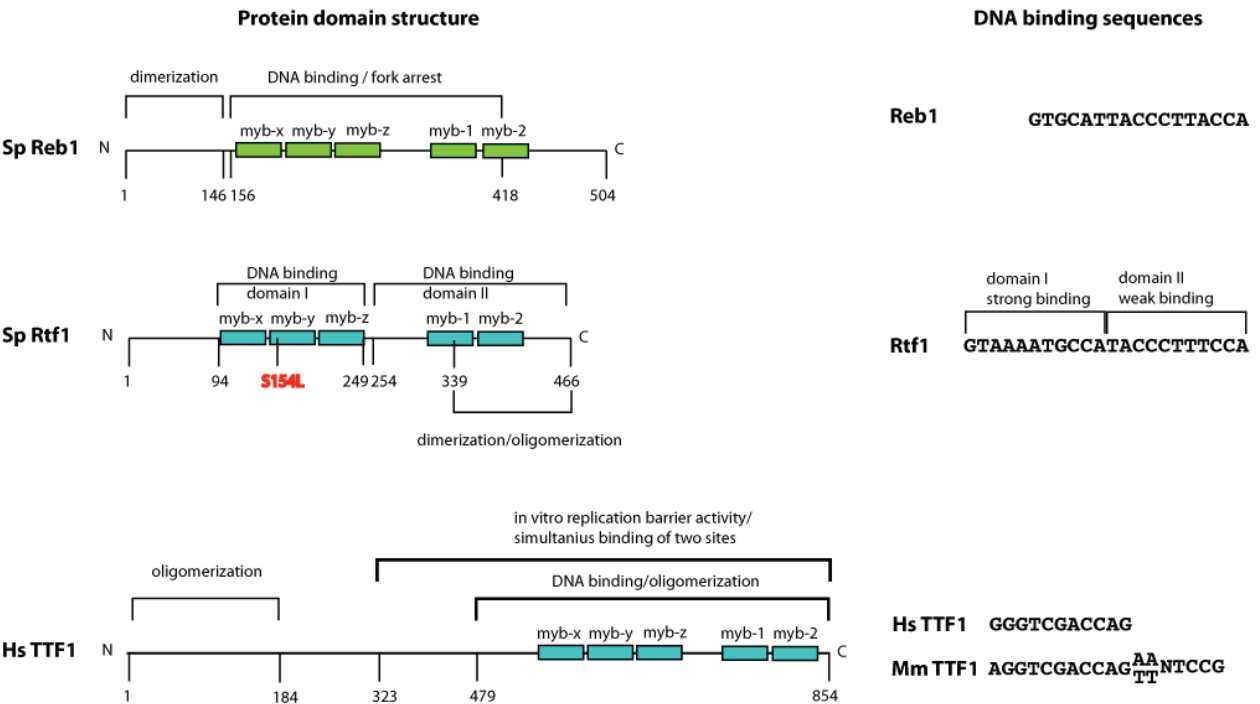 Protein domain structure
DNA binding sequences
dimerization
DNA binding / fork arrest
myb-x myb-y myb-z myb-1 myb-2
Sp Reb1 N C
1 146 156 418 504
Reb1 GTGCATTACCCTTACCA
DNA binding domain I
DNA binding domain II
myb-x myb-y myb-z myb-1 myb-2
Sp Rtf1 N C
1 94 S154L 249 254 339 466
dimerization/oligomerization
domain I strong binding
domain II weak binding
Rtf1 GTAAAATGCCATACCCTTTCCA
in vitro replication barrier activity/
simultanius binding of two sites
oligomerization
DNA binding/oligomerization
myb-x myb-y myb-z myb-1 myb-2
Hs TTF1 N C
1 184 323 479 854
Hs TTF1 GGGTCGACCAG
Mm TTF1 AGGTCGACCAG AA/TT NTCCG